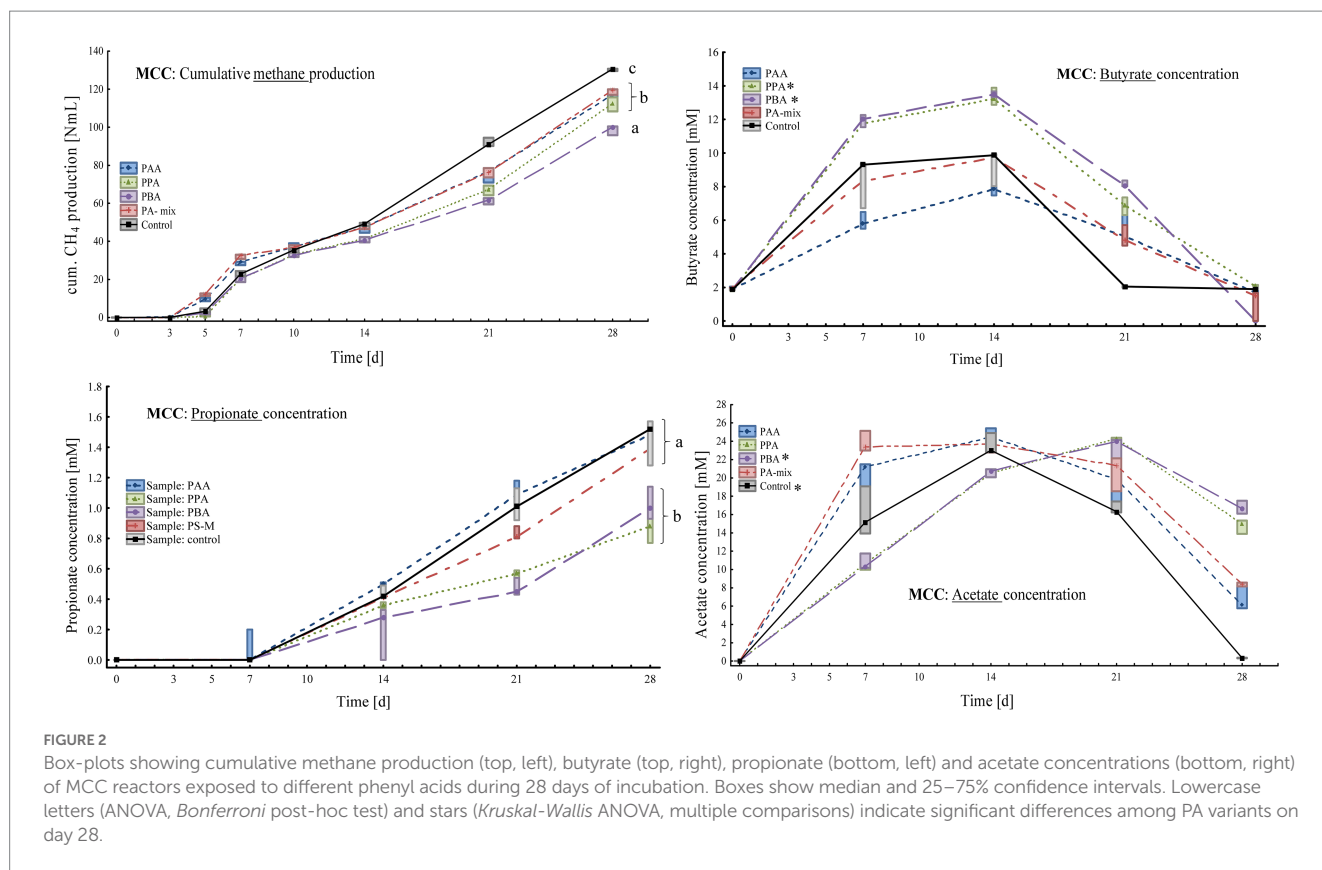 MCC: Cumulative methane production
cum. CH4 production [NmL]
140
120
100
80
60
40
20
0
PAA
PPA
PBA
PA- mix
Control
c
b
a
0 3 5 7 10 14 21 28
Time [d]
MCC: Butyrate concentration
Butyrate concentration [mM]
16
14
12
10
8
6
4
2
0
PAA
PPA*
PBA *
PA-mix
Control
0 3 5 7 10 14 21 28
Time [d]
MCC: Propionate concentration
Propionate concentration [mM]
1.8
1.6
1.4
1.2
1.0
0.8
0.6
0.4
0.2
0.0
Sample: PAA
Sample: PPA
Sample: PBA
Sample: PS-M
Sample: control
a
b
0 3 5 7 10 14 21 28
Time [d]
MCC: Acetate concentration
Acetate concentration [mM]
28
26
24
22
20
18
16
14
12
10
8
6
4
2
0
PAA
PPA
PBA *
PA-mix
Control *
0 3 5 7 10 14 21 28
Time [d]
FIGURE 2
Box-plots showing cumulative methane production (top, left), butyrate (top, right), propionate (bottom, left) and acetate concentrations (bottom, right)
of MCC reactors exposed to different phenyl acids during 28 days of incubation. Boxes show median and 25–75% confidence intervals. Lowercase
letters (ANOVA, Bonferroni post-hoc test) and stars (Kruskal-Wallis ANOVA, multiple comparisons) indicate significant differences among PA variants on
day 28.